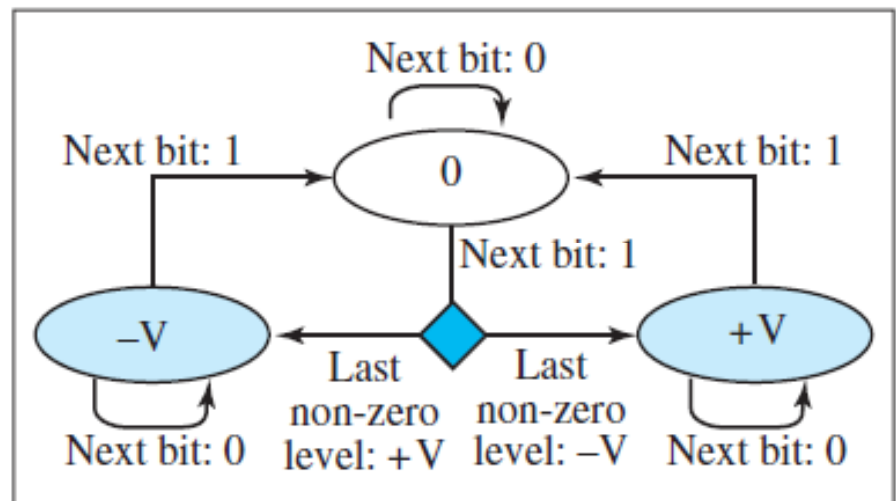 Next bit: 0
Next bit: 1
Next bit: 1
0
Next bit: 1
–V
+V
Last
non-zero
level: +V
Last
non-zero
level: –V
Next bit: 0
Next bit: 0